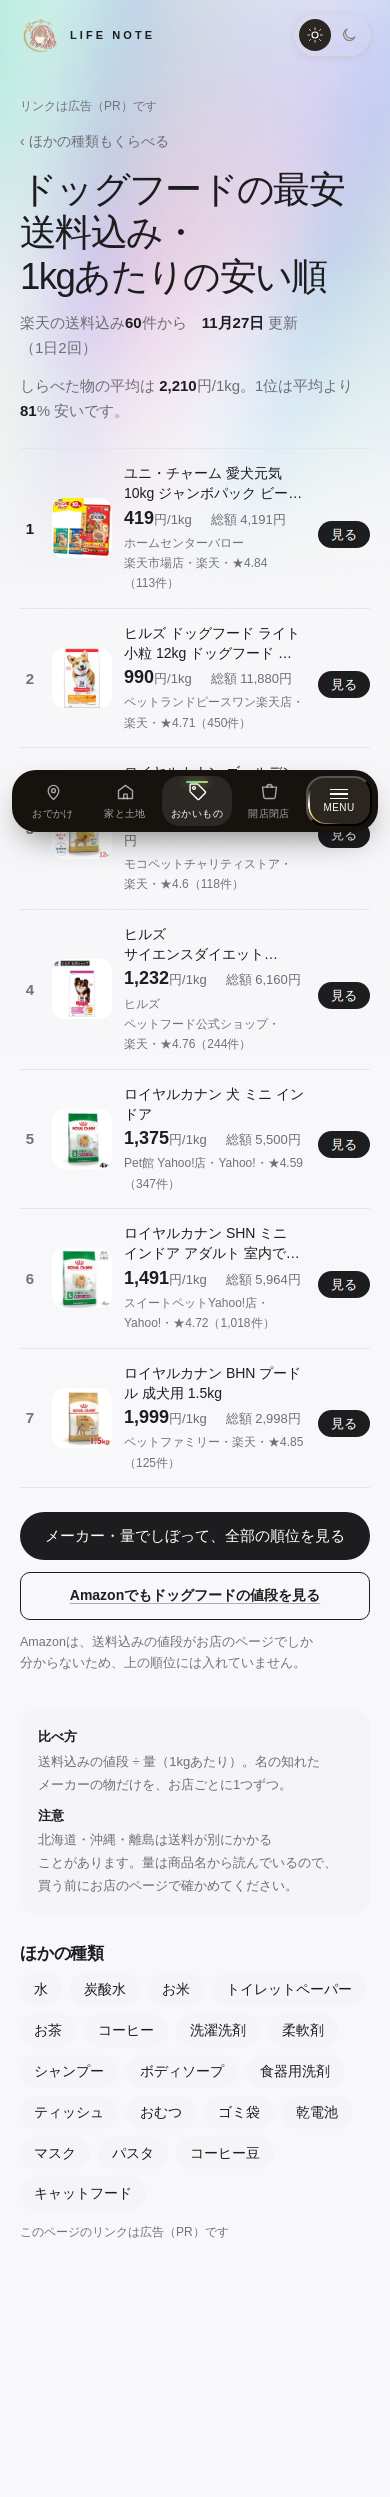 LIFE NOTE
リンクは広告（PR）です
‹ ほかの種類もくらべる
ドッグフードの最安
送料込み・
1kgあたりの安い順
楽天の送料込み60件から　11月27日 更新
（1日2回）
しらべた物の平均は 2,210円/1kg。1位は平均より
81% 安いです。
1
ユニ・チャーム 愛犬元気
10kg ジャンボパック ビー…
419円/1kg 総額 4,191円
ホームセンターバロー
楽天市場店・楽天・★4.84
（113件）
見る
2
ヒルズ ドッグフード ライト
小粒 12kg ドッグフード …
990円/1kg 総額 11,880円
ペットランドピースワン楽天店・
楽天・★4.71（450件）
見る
おでかけ
家と土地
おかいもの
開店閉店
MENU
円
モコペットチャリティストア・
楽天・★4.6（118件）
見る
4
ヒルズ
サイエンスダイエット…
1,232円/1kg 総額 6,160円
ヒルズ
ペットフード公式ショップ・
楽天・★4.76（244件）
見る
5
ロイヤルカナン 犬 ミニ イン
ドア
1,375円/1kg 総額 5,500円
Pet館 Yahoo!店・Yahoo!・★4.59
（347件）
見る
6
ロイヤルカナン SHN ミニ
インドア アダルト 室内で…
1,491円/1kg 総額 5,964円
スイートペットYahoo!店・
Yahoo!・★4.72（1,018件）
見る
7
ロイヤルカナン BHN プード
ル 成犬用 1.5kg
1,999円/1kg 総額 2,998円
ペットファミリー・楽天・★4.85
（125件）
見る
メーカー・量でしぼって、全部の順位を見る
Amazonでもドッグフードの値段を見る
Amazonは、送料込みの値段がお店のページでしか
分からないため、上の順位には入れていません。
比べ方
送料込みの値段 ÷ 量（1kgあたり）。名の知れた
メーカーの物だけを、お店ごとに1つずつ。
注意
北海道・沖縄・離島は送料が別にかかる
ことがあります。量は商品名から読んでいるので、
買う前にお店のページで確かめてください。
ほかの種類
水 炭酸水 お米 トイレットペーパー
お茶 コーヒー 洗濯洗剤 柔軟剤
シャンプー ボディソープ 食器用洗剤
ティッシュ おむつ ゴミ袋 乾電池
マスク パスタ コーヒー豆
キャットフード
このページのリンクは広告（PR）です